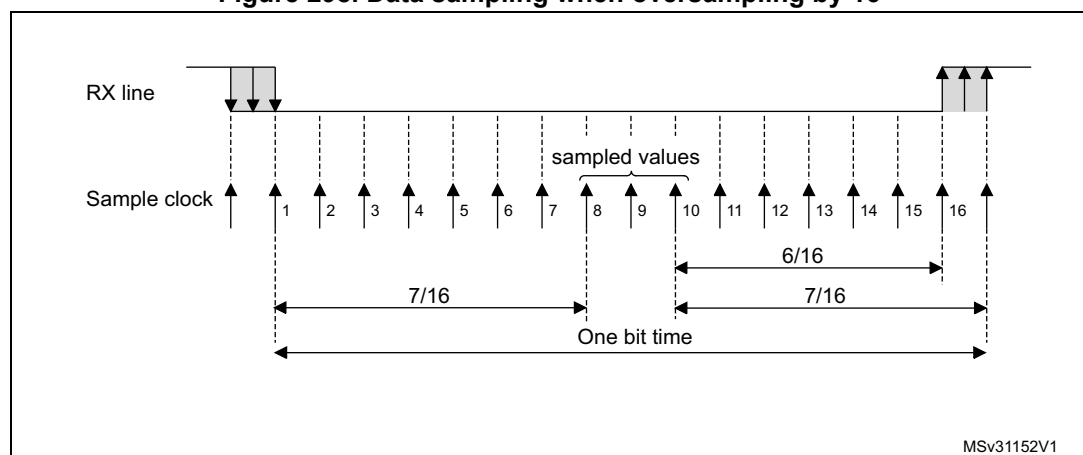 Figure Data sampling when oversampling by 16
RX line
sampled values
Sample clock
1 2 3 4 5 6 7 8 9 10 11 12 13 14 15 16
6/16
7/16 7/16
One bit time
MSv31152V1